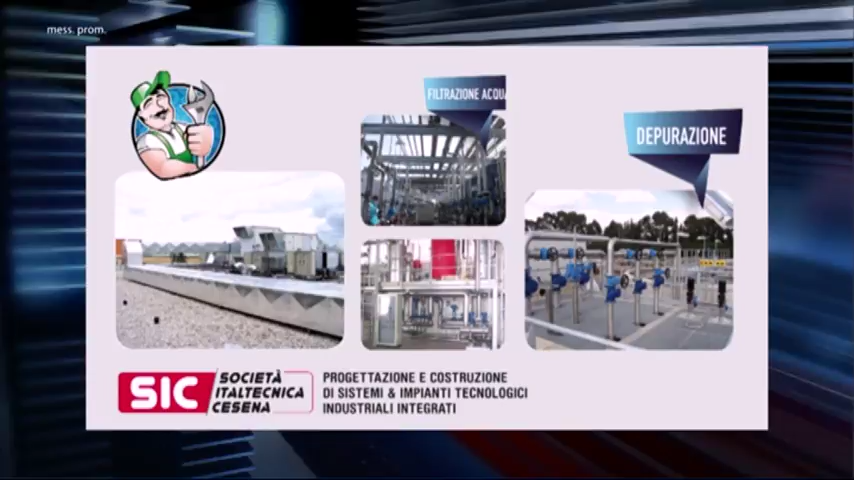 mess. prom.
FILTRAZIONE ACQUA
DEPURAZIONE
SIC
SOCIETÀ
ITALTECNICA
CESENA
PROGETTAZIONE E COSTRUZIONE
DI SISTEMI & IMPIANTI TECNOLOGICI
INDUSTRIALI INTEGRATI